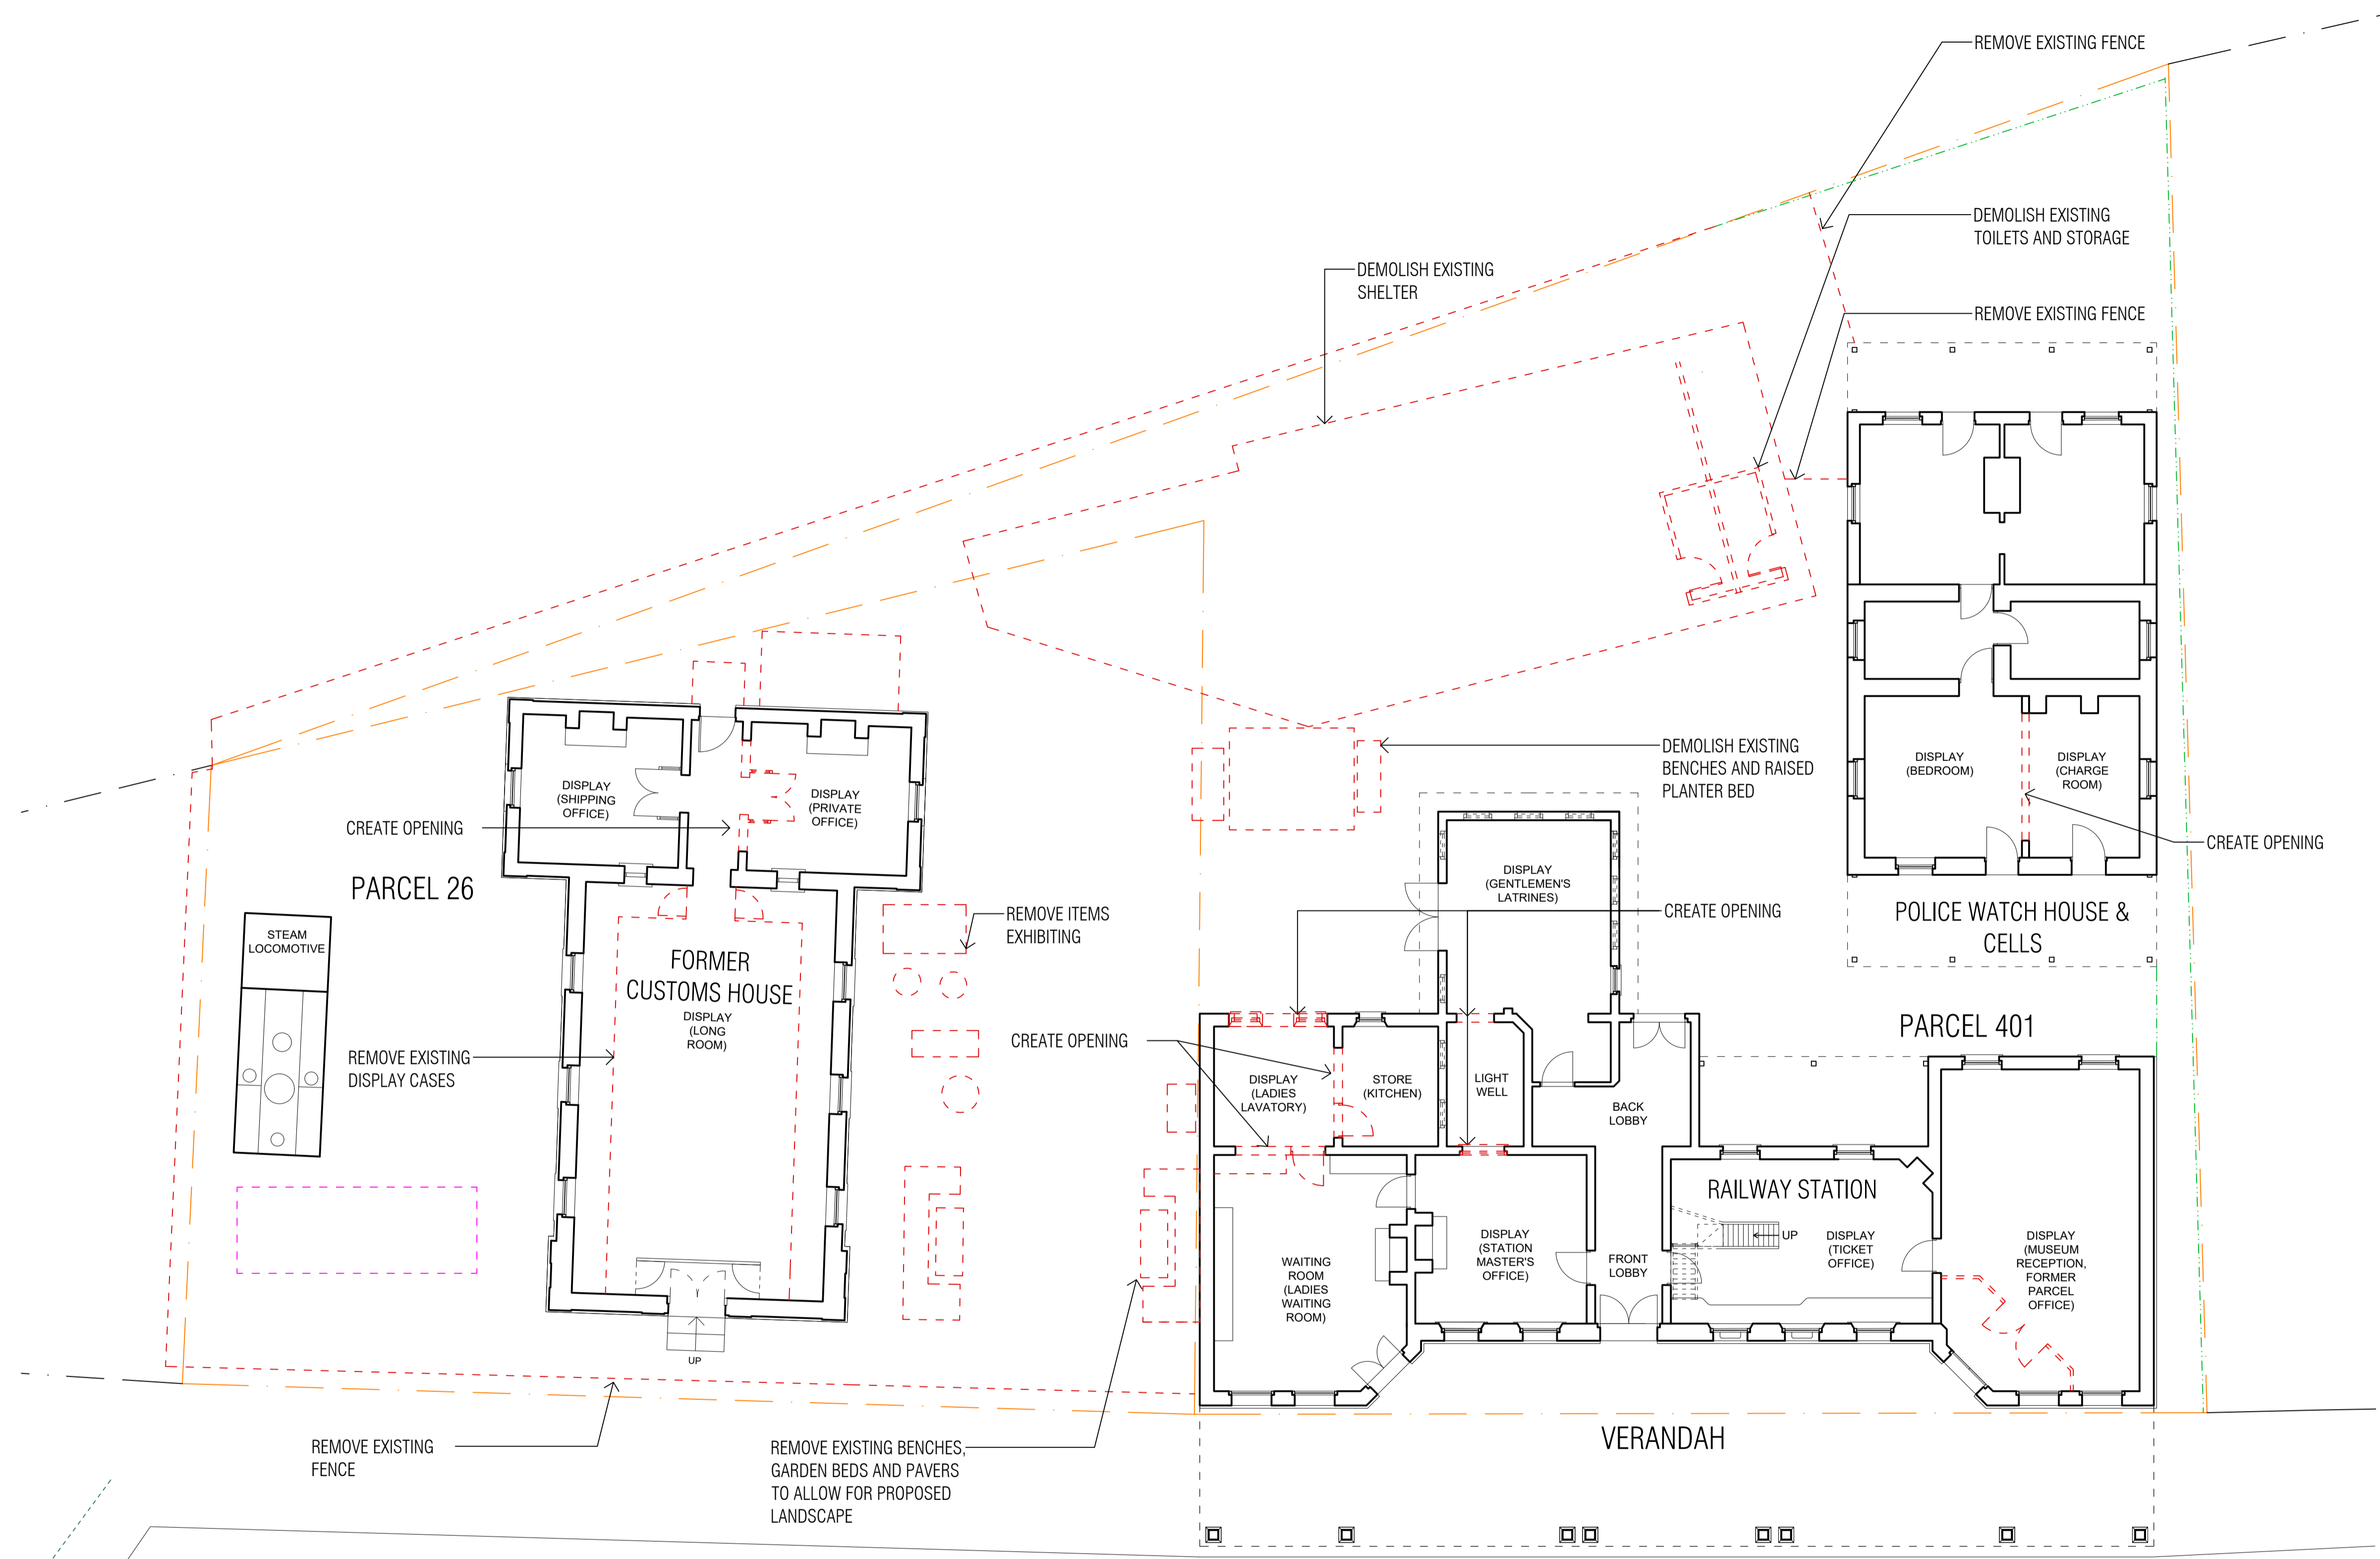 REMOVE EXISTING FENCE
DEMOLISH EXISTING
TOILETS AND STORAGE
DEMOLISH EXISTING
SHELTER
REMOVE EXISTING FENCE
DEMOLISH EXISTING
BENCHES AND RAISED
PLANTER BED
DISPLAY
(BEDROOM)
DISPLAY
(CHARGE
ROOM)
CREATE OPENING
DISPLAY
(SHIPPING
OFFICE)
DISPLAY
(PRIVATE
OFFICE)
CREATE OPENING
PARCEL 26
STEAM
LOCOMOTIVE
FORMER
CUSTOMS HOUSE
DISPLAY
(LONG
ROOM)
REMOVE ITEMS
EXHIBITING
DISPLAY
(GENTLEMEN'S
LATRINES)
CREATE OPENING
POLICE WATCH HOUSE &
CELLS
PARCEL 401
REMOVE EXISTING
DISPLAY CASES
CREATE OPENING
DISPLAY
(LADIES
LAVATORY)
STORE
(KITCHEN)
LIGHT
WELL
BACK
LOBBY
RAILWAY STATION
UP
WAITING
ROOM
(LADIES
WAITING
ROOM)
DISPLAY
(STATION
MASTER'S
OFFICE)
FRONT
LOBBY
DISPLAY
(TICKET
OFFICE)
DISPLAY
(MUSEUM
RECEPTION,
FORMER
PARCEL
OFFICE)
UP
REMOVE EXISTING
FENCE
REMOVE EXISTING BENCHES,
GARDEN BEDS AND PAVERS
TO ALLOW FOR PROPOSED
LANDSCAPE
VERANDAH